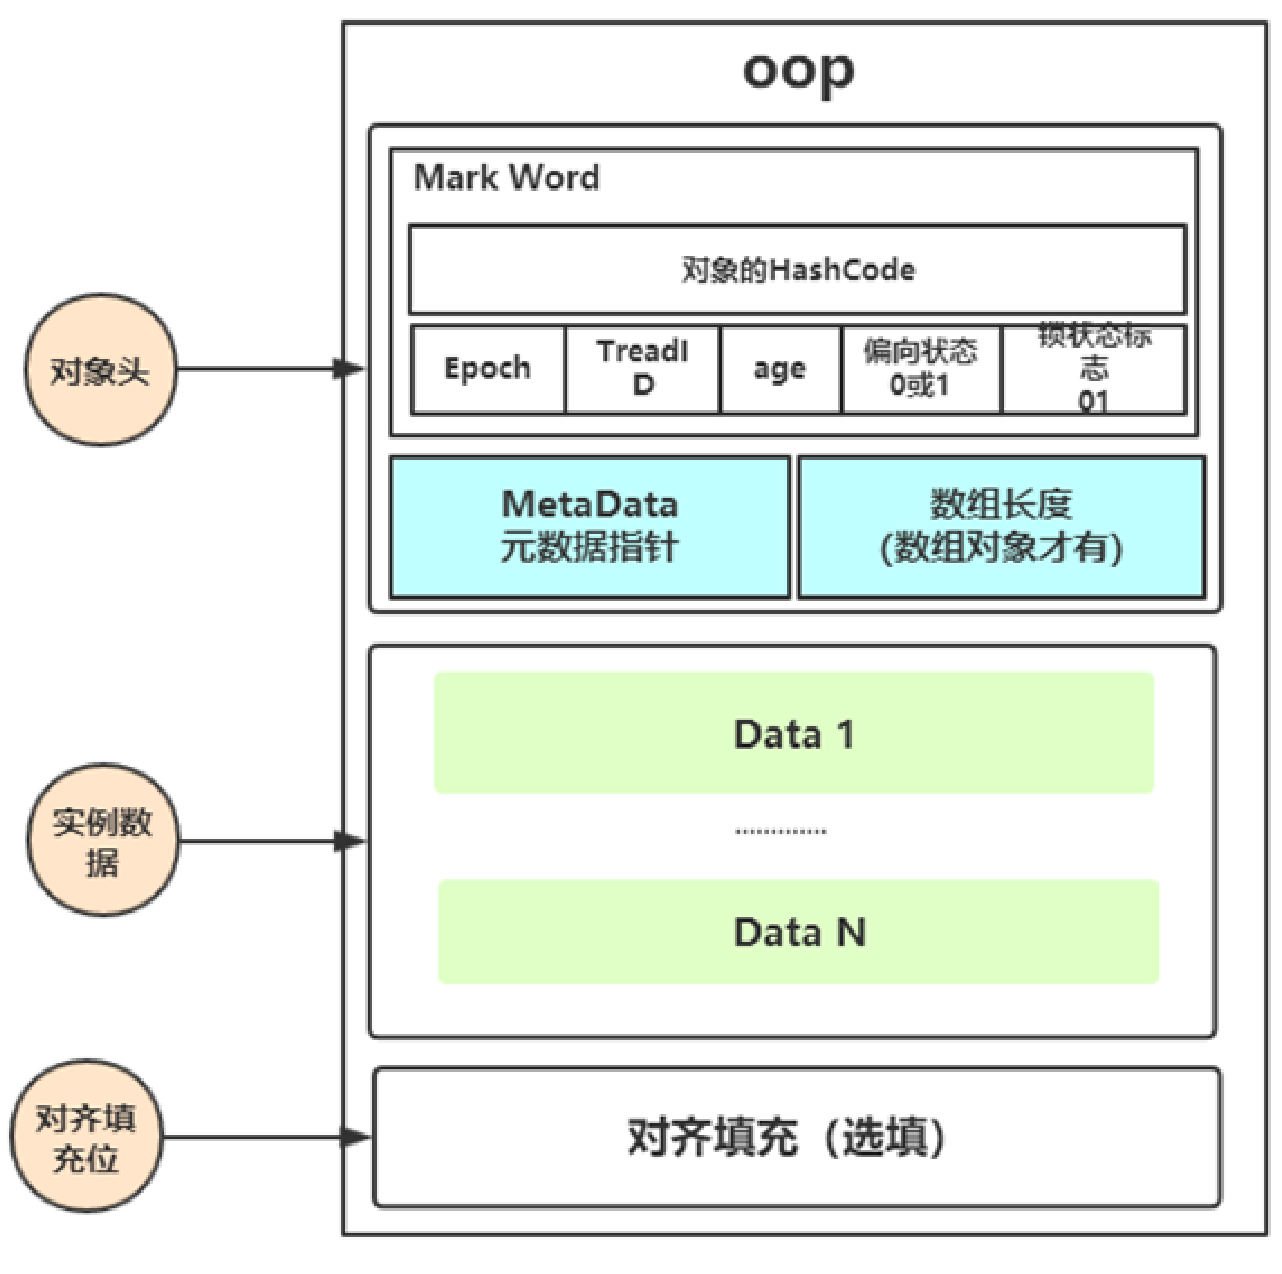 oop
Mark Word
对象的HashCode
Epoch
TreadI
D
age
偏向状态
0或1
锁状态标
志
01
对象头
MetaData
元数据指针
数组长度
(数组对象才有)
Data 1
.............
实例数
据
Data N
对齐填
充位
对齐填充（选填）